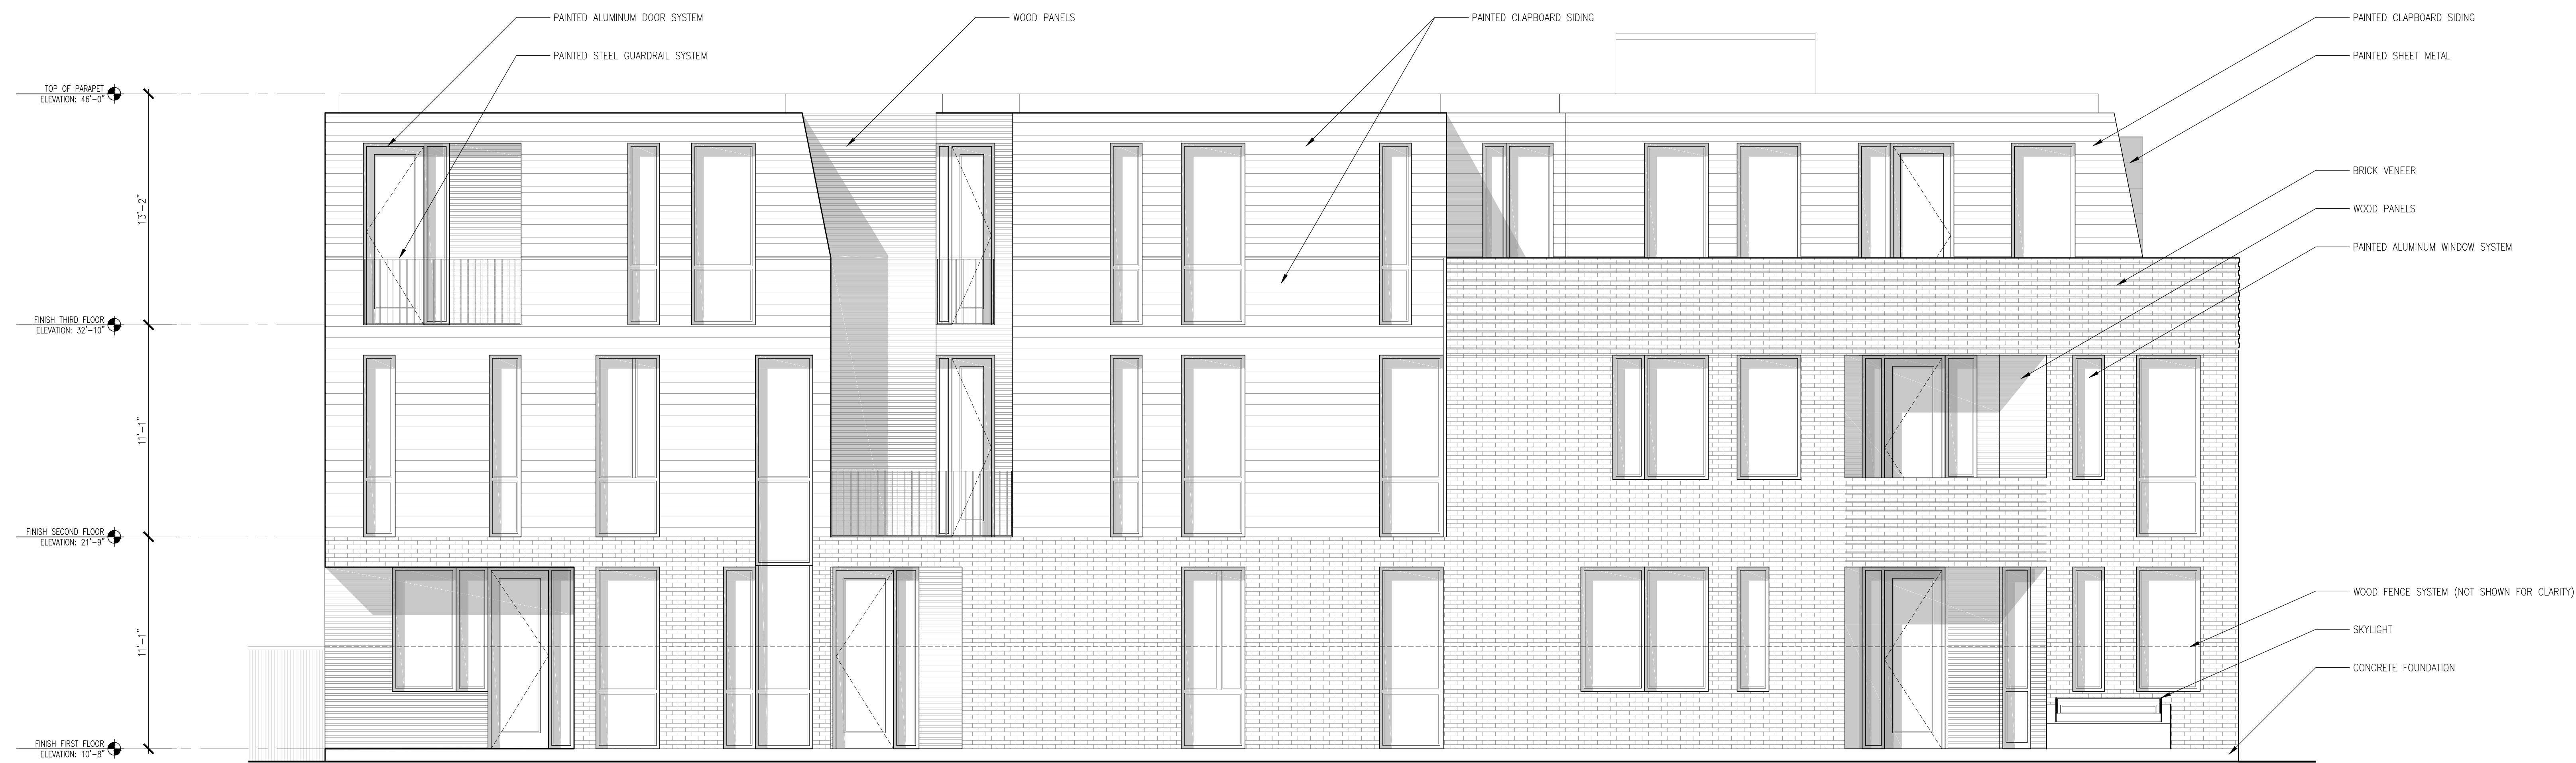 PAINTED ALUMINUM DOOR SYSTEM
WOOD PANELS
PAINTED CLAPBOARD SIDING
PAINTED CLAPBOARD SIDING
PAINTED STEEL GUARDRAIL SYSTEM
PAINTED SHEET METAL
TOP OF PARAPET
ELEVATION: 46'-0"
13'-2"
BRICK VENEER
WOOD PANELS
PAINTED ALUMINUM WINDOW SYSTEM
FINISH THIRD FLOOR
ELEVATION: 32'-10"
11'-1"
FINISH SECOND FLOOR
ELEVATION: 21'-9"
WOOD FENCE SYSTEM (NOT SHOWN FOR CLARITY)
SKYLIGHT
11'-1"
CONCRETE FOUNDATION
FINISH FIRST FLOOR
ELEVATION: 10'-8"